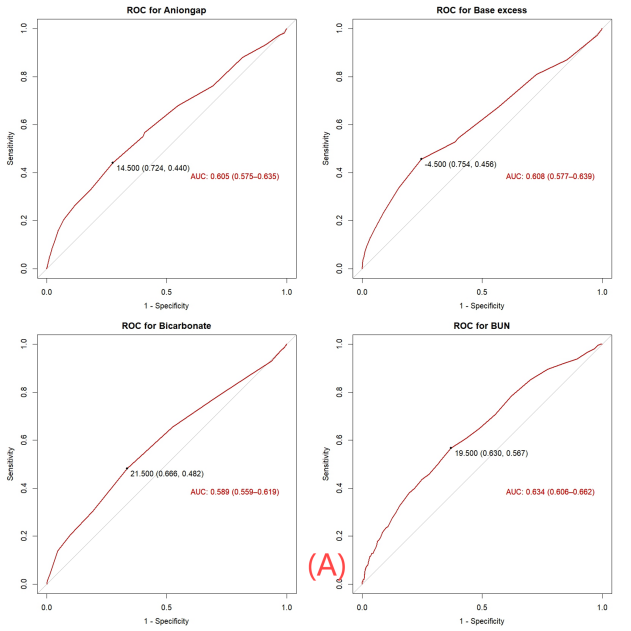 ROC for Aniongap
Sensitivity
0.0 0.2 0.4 0.6 0.8 1.0
14.500 (0.724, 0.440)
AUC: 0.605 (0.575–0.635)
0.0 0.5 1.0
1 - Specificity
ROC for Base excess
Sensitivity
0.0 0.2 0.4 0.6 0.8 1.0
-4.500 (0.754, 0.456)
AUC: 0.608 (0.577–0.639)
0.0 0.5 1.0
1 - Specificity
ROC for Bicarbonate
Sensitivity
0.0 0.2 0.4 0.6 0.8 1.0
21.500 (0.666, 0.482)
AUC: 0.589 (0.559–0.619)
0.0 0.5 1.0
1 - Specificity
ROC for BUN
Sensitivity
0.0 0.2 0.4 0.6 0.8 1.0
19.500 (0.630, 0.567)
AUC: 0.634 (0.606–0.662)
0.0 0.5 1.0
1 - Specificity
(A)